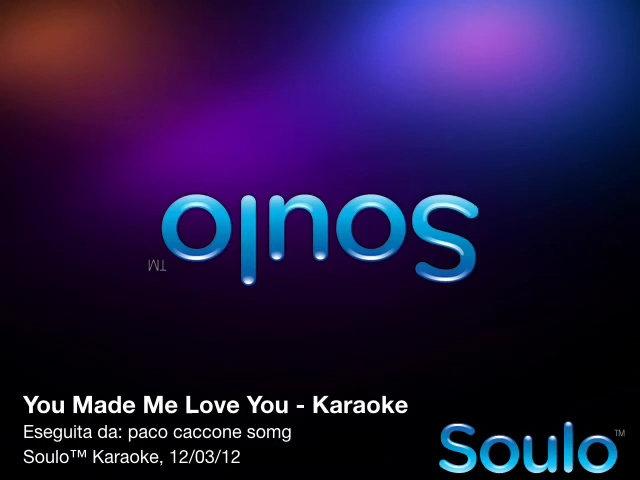 Soulo™
You Made Me Love You - Karaoke
Eseguita da: paco caccone somg
Soulo™ Karaoke, 12/03/12
Soulo™